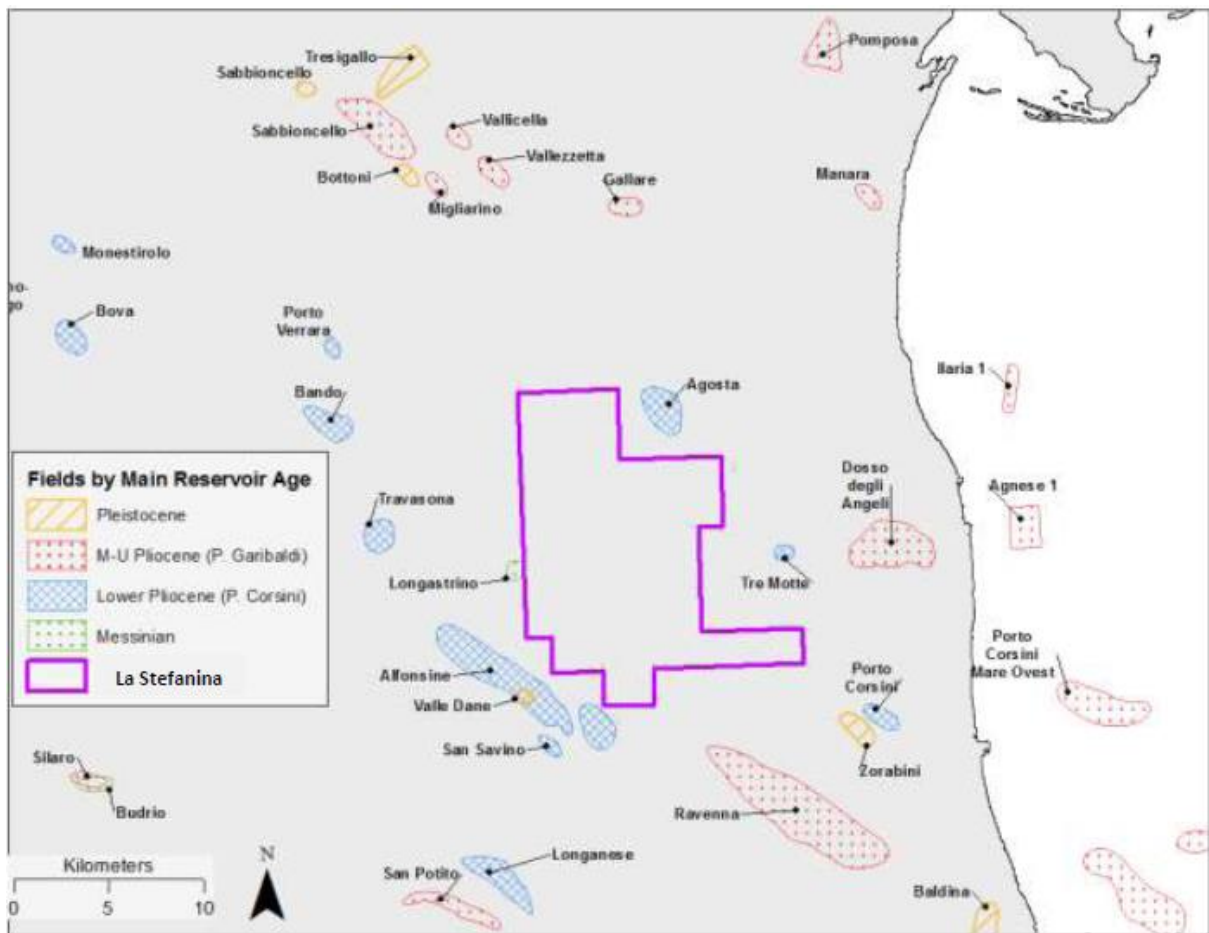 Tresigallo
Pomposa
Sabbioncello
Sabbioncello
Vallicella
Vallezzetta
Bottoni
Gallare
Manara
Migliarino
Monestirolo
no-
go
Bova
Porto
Verrara
Ilaria 1
Bando
Agosta
Fields by Main Reservoir Age
Pleistocene
M-U Pliocene (P. Garibaldi)
Lower Pliocene (P. Corsini)
Messinian
La Stefanina
Dosso
degli
Angeli
Agnese 1
Travasona
Longastrino
Tre Motte
Porto
Corsini
Mare Ovest
Alfonsine
Porto
Corsini
Valle Dane
San Savino
Zorabini
Silaro
Budrio
Ravenna
Kilometers
0 5 10
N
Longanese
San Potito
Baldina